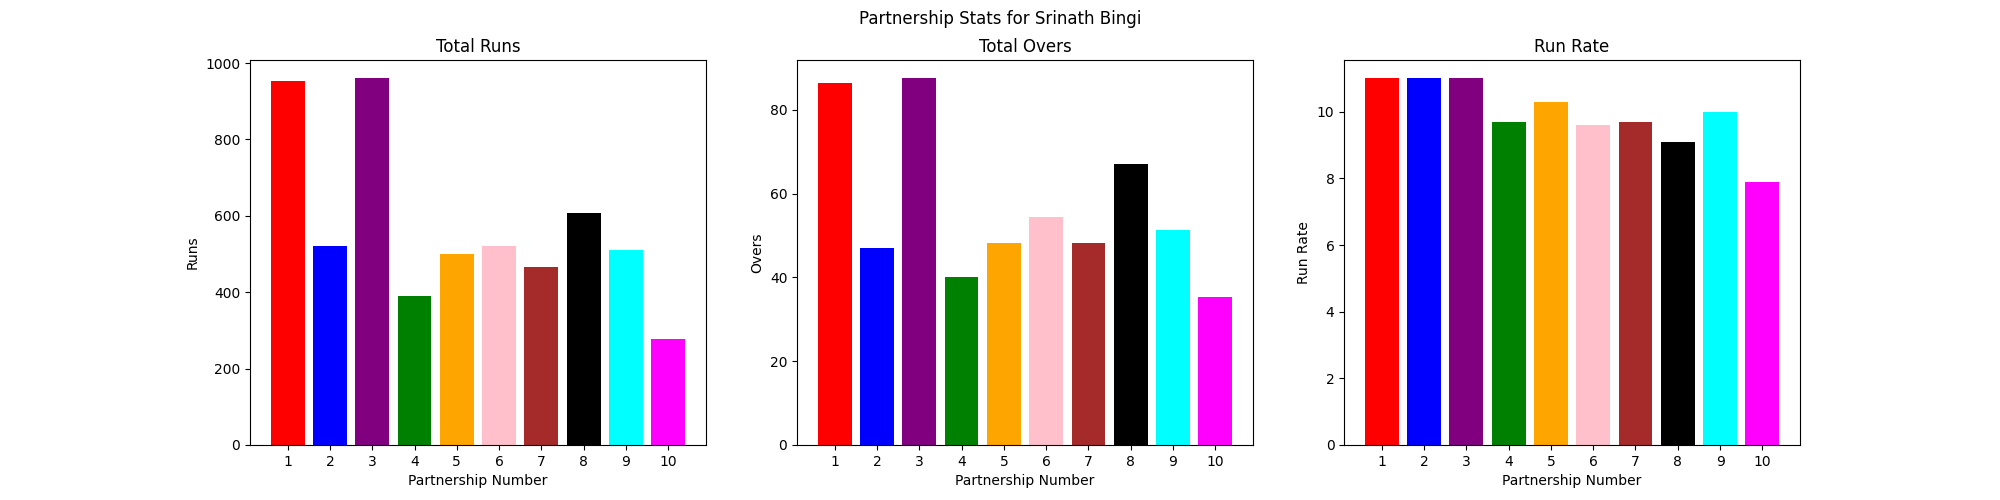 Partnership Stats for Srinath Bingi
Total Runs
1000
800
600
400
200
0
Runs
1 2 3 4 5 6 7 8 9 10
Partnership Number
Total Overs
80
60
40
20
0
Overs
1 2 3 4 5 6 7 8 9 10
Partnership Number
Run Rate
10
8
6
4
2
0
Run Rate
1 2 3 4 5 6 7 8 9 10
Partnership Number